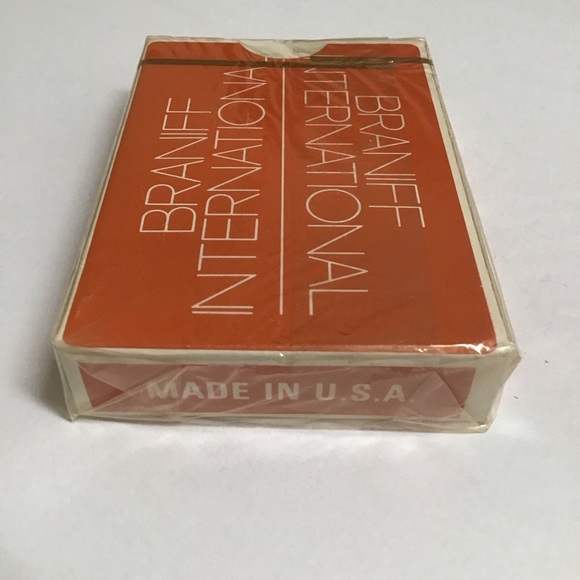 BRANIFF
INTERNATIONAL
BRANIFF
INTERNATIONAL
MADE IN U.S.A.